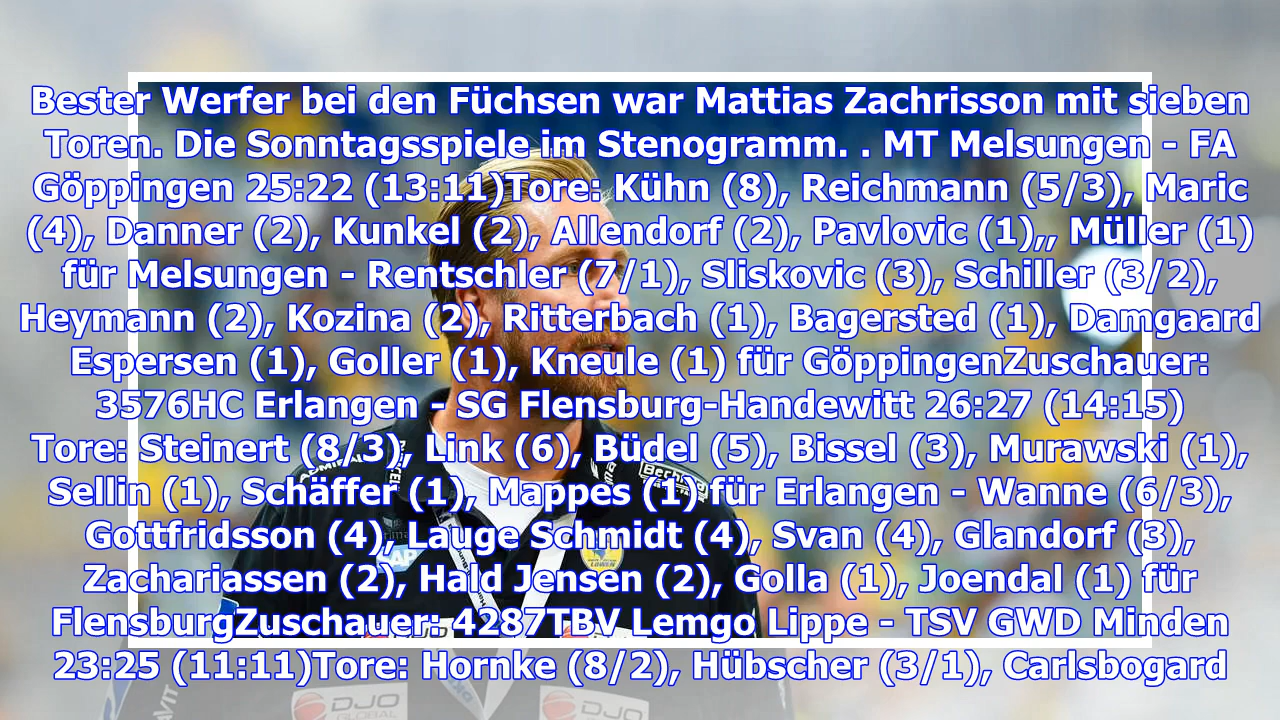 Bester Werfer bei den Füchsen war Mattias Zachrisson mit sieben
Toren. Die Sonntagsspiele im Stenogramm. . MT Melsungen - FA
Göppingen 25:22 (13:11)Tore: Kühn (8), Reichmann (5/3), Maric
(4), Danner (2), Kunkel (2), Allendorf (2), Pavlovic (1),, Müller (1)
für Melsungen - Rentschler (7/1), Sliskovic (3), Schiller (3/2),
Heymann (2), Kozina (2), Ritterbach (1), Bagersted (1), Damgaard
Espersen (1), Goller (1), Kneule (1) für GöppingenZuschauer:
3576HC Erlangen - SG Flensburg-Handewitt 26:27 (14:15)
Tore: Steinert (8/3), Link (6), Büdel (5), Bissel (3), Murawski (1),
Sellin (1), Schäffer (1), Mappes (1) für Erlangen - Wanne (6/3),
Gottfridsson (4), Lauge Schmidt (4), Svan (4), Glandorf (3),
Zachariassen (2), Hald Jensen (2), Golla (1), Joendal (1) für
FlensburgZuschauer: 4287TBV Lemgo Lippe - TSV GWD Minden
23:25 (11:11)Tore: Hornke (8/2), Hübscher (3/1), Carlsbogard
SAP
LÖWEN
DJO
GLOBAL
DJO